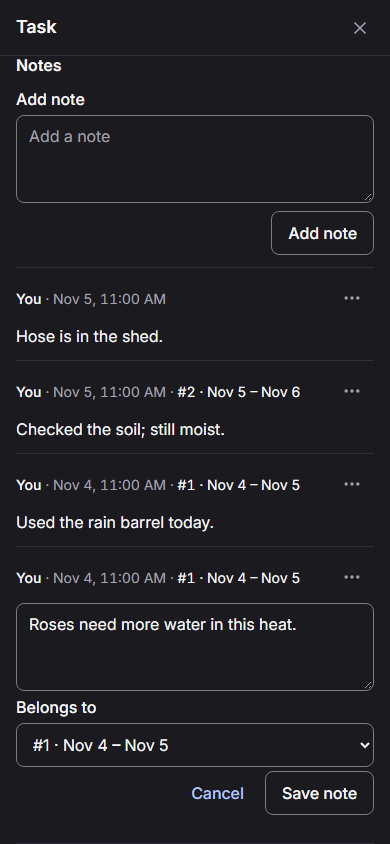 Task
Notes
Add note
Add a note
Add note
You · Nov 5, 11:00 AM
Hose is in the shed.
You · Nov 5, 11:00 AM · #2 · Nov 5 – Nov 6
Checked the soil; still moist.
You · Nov 4, 11:00 AM · #1 · Nov 4 – Nov 5
Used the rain barrel today.
You · Nov 4, 11:00 AM · #1 · Nov 4 – Nov 5
Roses need more water in this heat.
Belongs to
#1 · Nov 4 – Nov 5
Cancel Save note